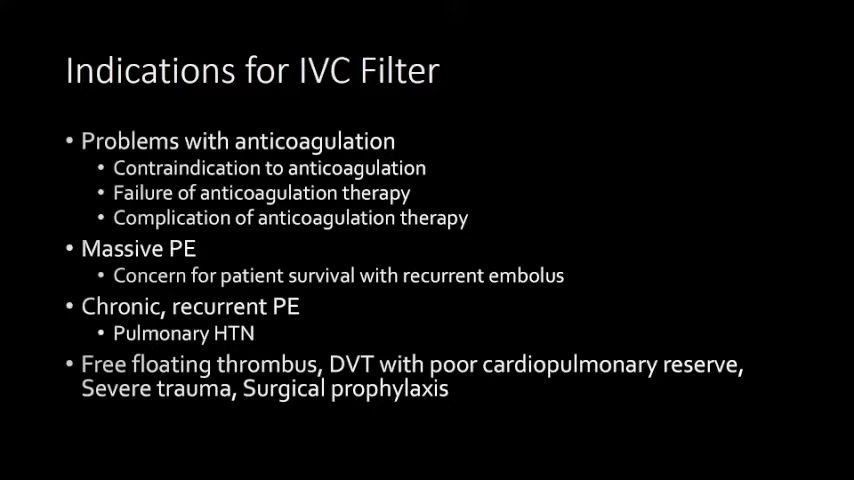 Indications for IVC Filter
• Problems with anticoagulation
• Contraindication to anticoagulation
• Failure of anticoagulation therapy
• Complication of anticoagulation therapy
• Massive PE
• Concern for patient survival with recurrent embolus
• Chronic, recurrent PE
• Pulmonary HTN
• Free floating thrombus, DVT with poor cardiopulmonary reserve,
Severe trauma, Surgical prophylaxis